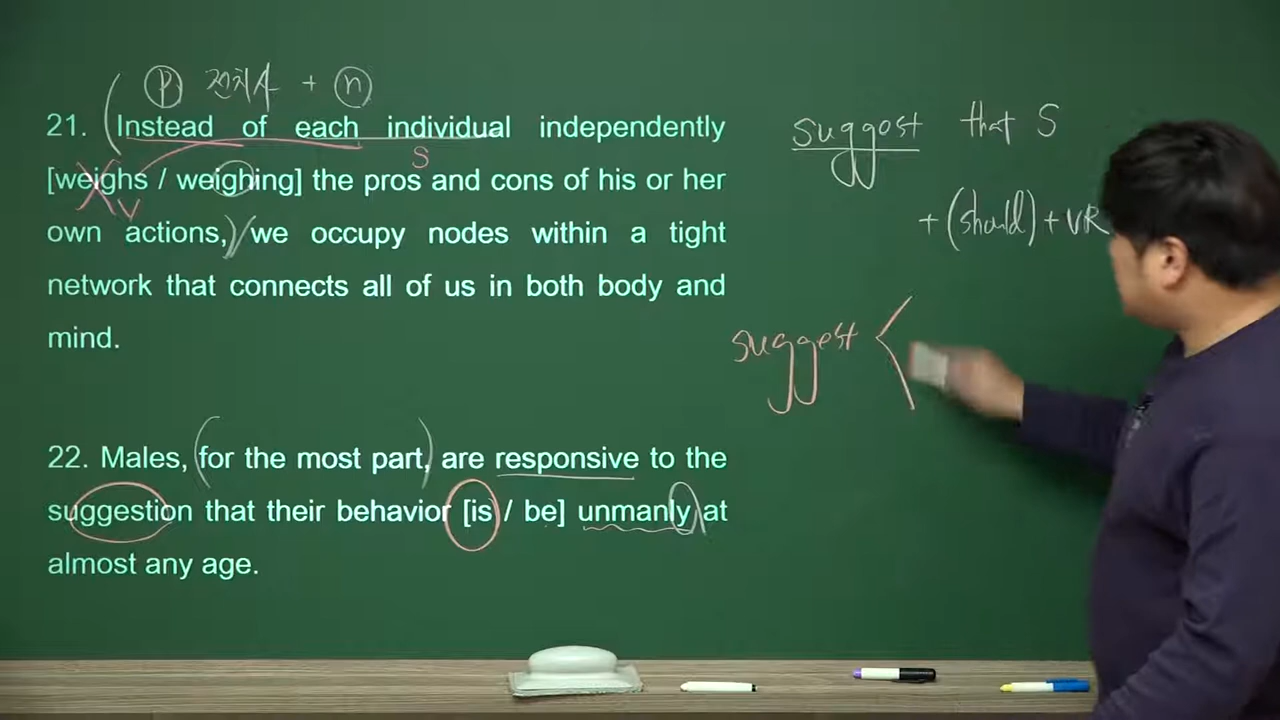 ⓟ 전치사 + ⓝ
21. Instead of each individual independently
S
[weighs / weighing] the pros and cons of his or her
V
own actions, we occupy nodes within a tight
network that connects all of us in both body and
mind.
22. Males, for the most part, are responsive to the
suggestion that their behavior [is / be] unmanly at
almost any age.
suggest that S
+ (should) + VR
suggest <